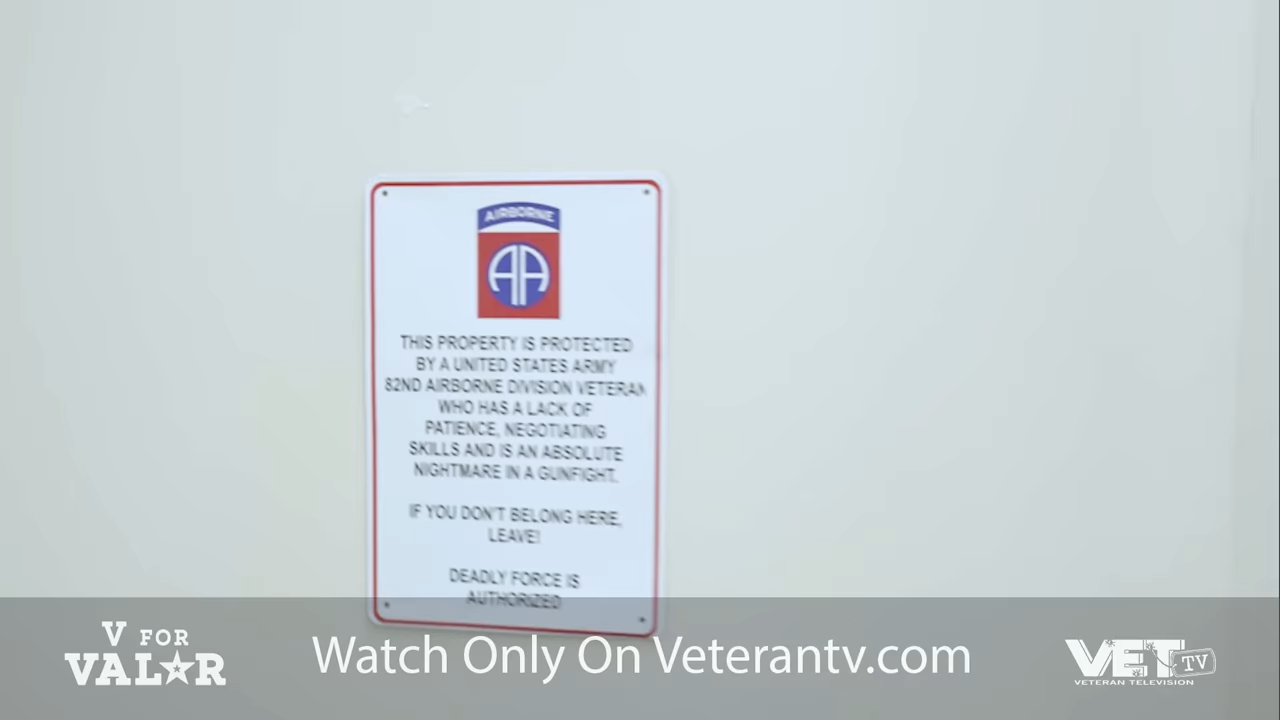 AIRBORNE
AA
THIS PROPERTY IS PROTECTED
BY A UNITED STATES ARMY
82ND AIRBORNE DIVISION VETERAN
WHO HAS A LACK OF
PATIENCE, NEGOTIATING
SKILLS AND IS AN ABSOLUTE
NIGHTMARE IN A GUNFIGHT.
IF YOU DON'T BELONG HERE,
LEAVE!
DEADLY FORCE IS
AUTHORIZED
V FOR
VALOR
Watch Only On Veterantv.com
VET TV
VETERAN TELEVISION